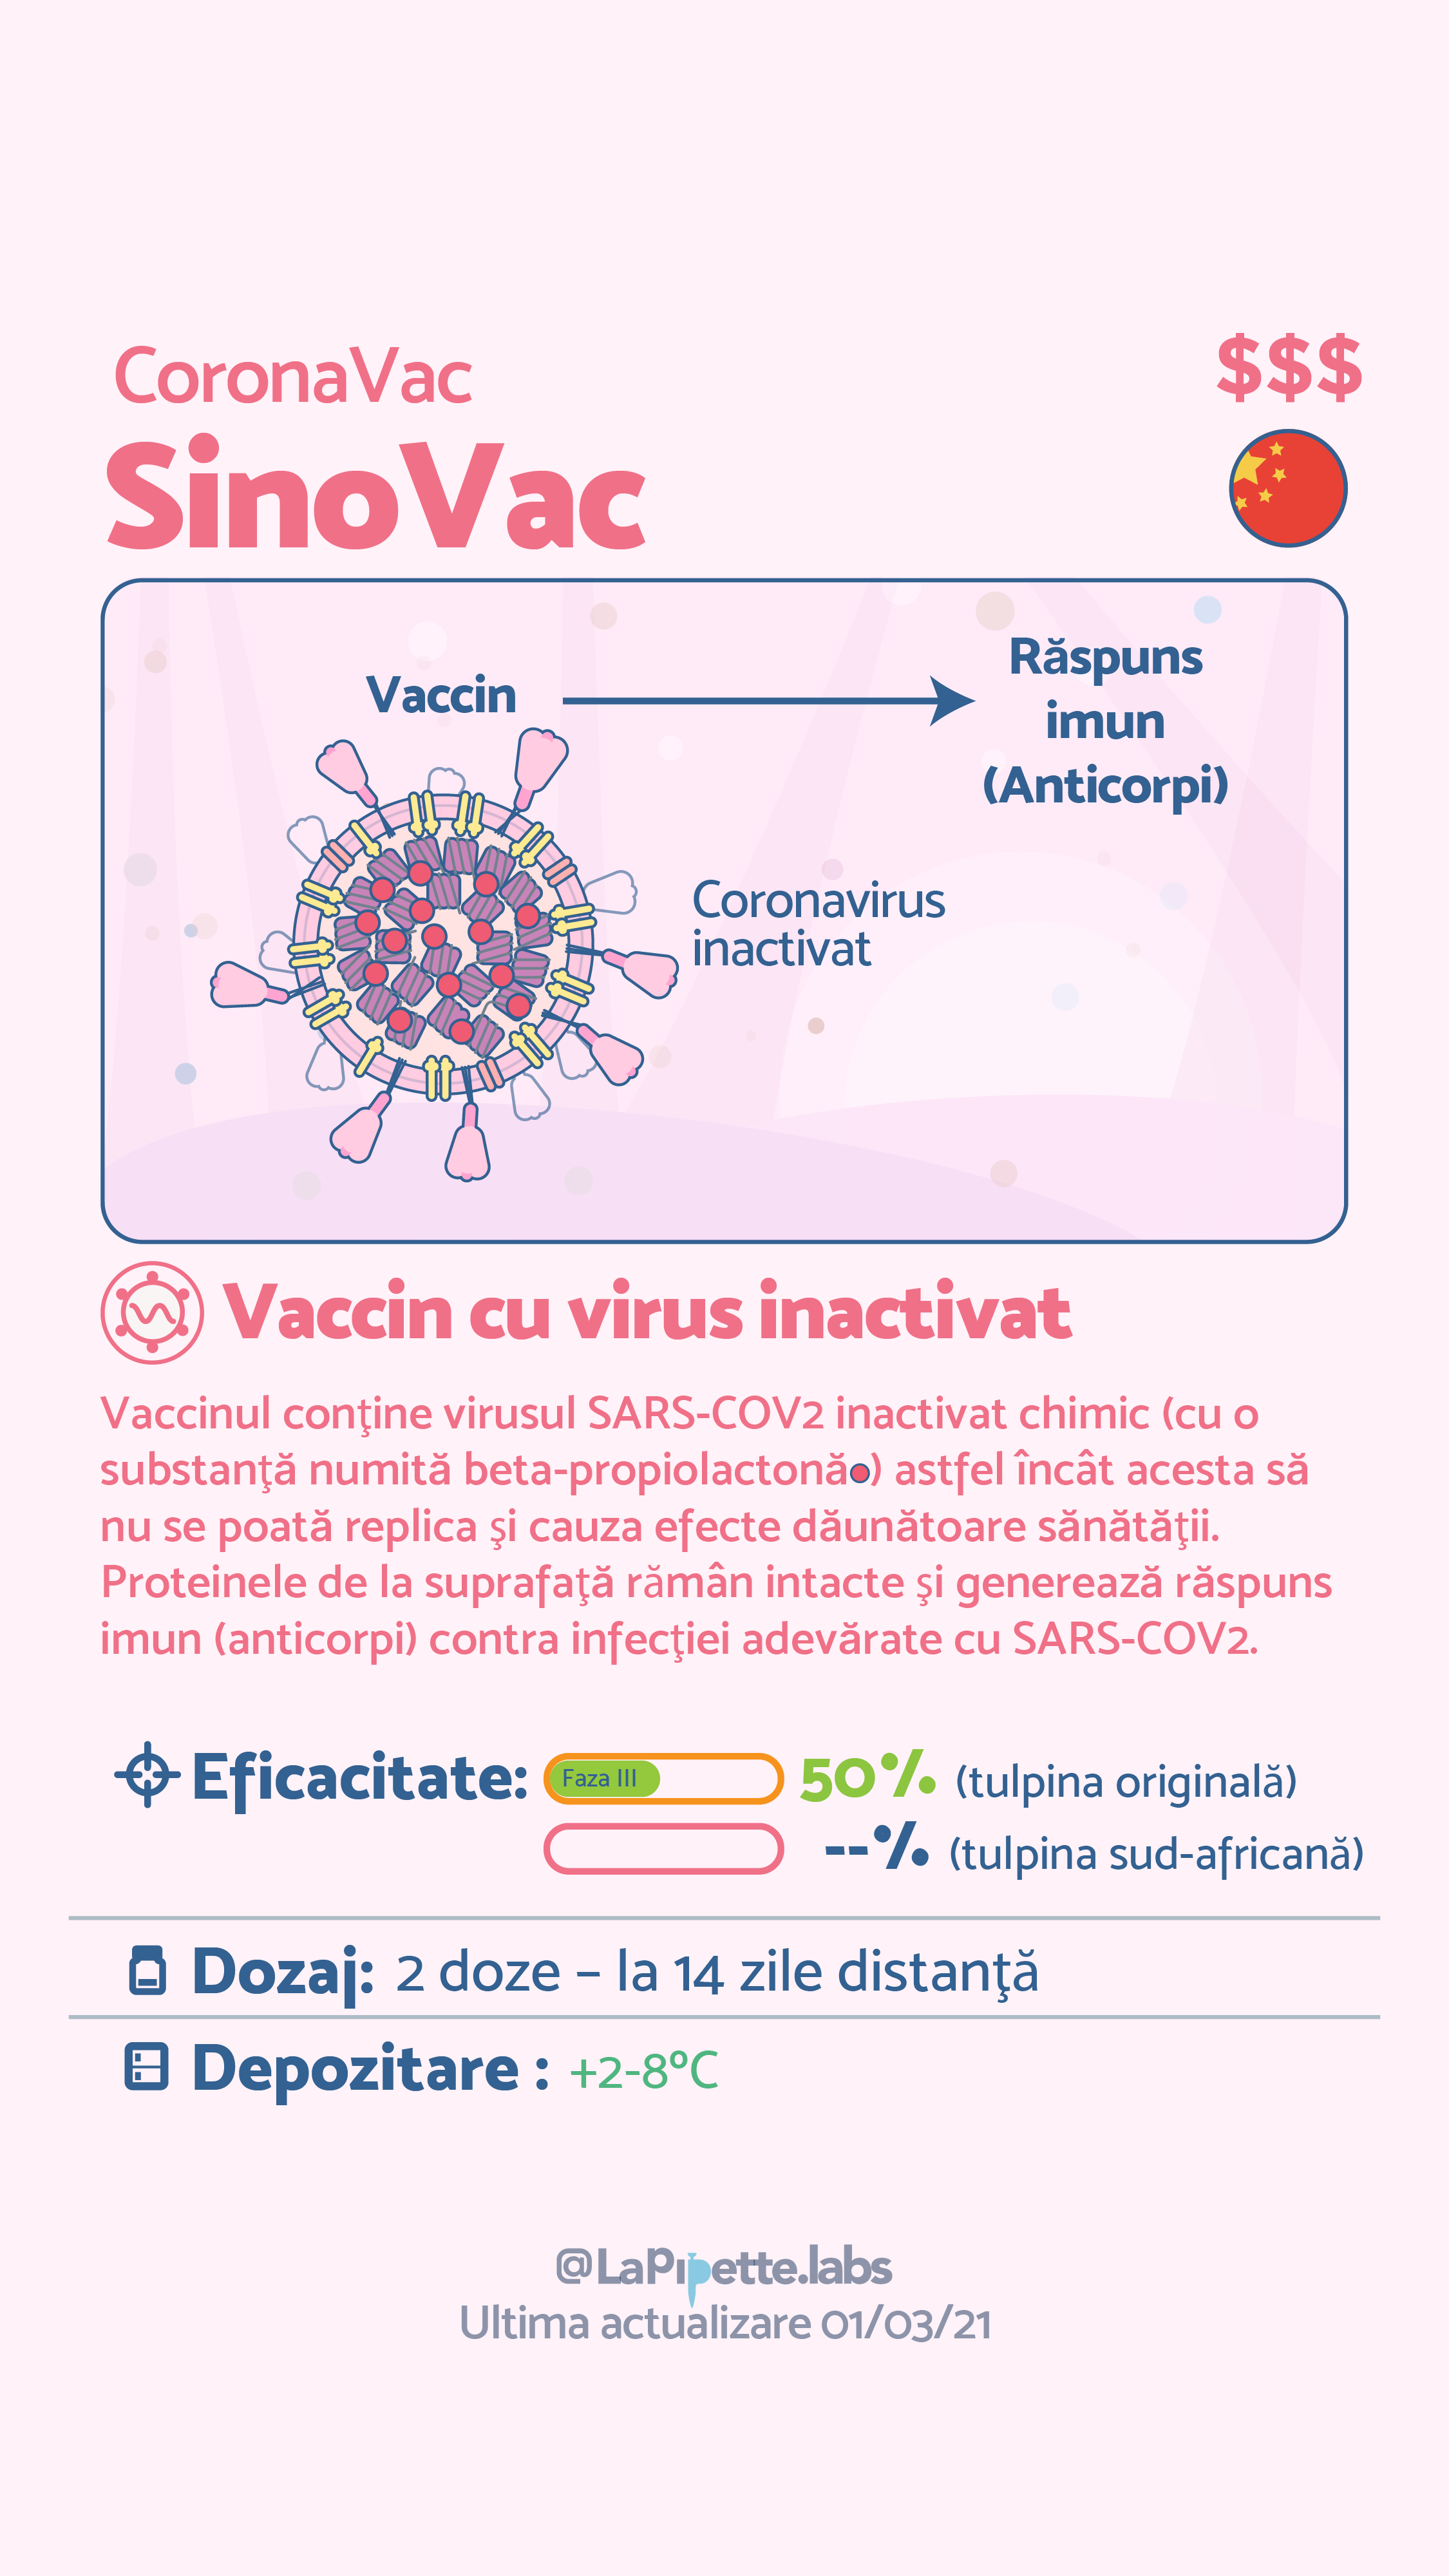 CoronaVac
$$$
SinoVac
Vaccin
Răspuns
imun
(Anticorpi)
Coronavirus
inactivat
Vaccin cu virus inactivat
Vaccinul conţine virusul SARS-COV2 inactivat chimic (cu o
substanţă numită beta-propiolactonă) astfel încât acesta să
nu se poată replica şi cauza efecte dăunătoare sănătăţii.
Proteinele de la suprafaţă rămân intacte şi generează răspuns
imun (anticorpi) contra infecţiei adevărate cu SARS-COV2.
Eficacitate: Faza III 50% (tulpina originală)
--% (tulpina sud-africană)
Dozaj: 2 doze – la 14 zile distanţă
Depozitare : +2-8ºC
@LaPipette.labs
Ultima actualizare 01/03/21